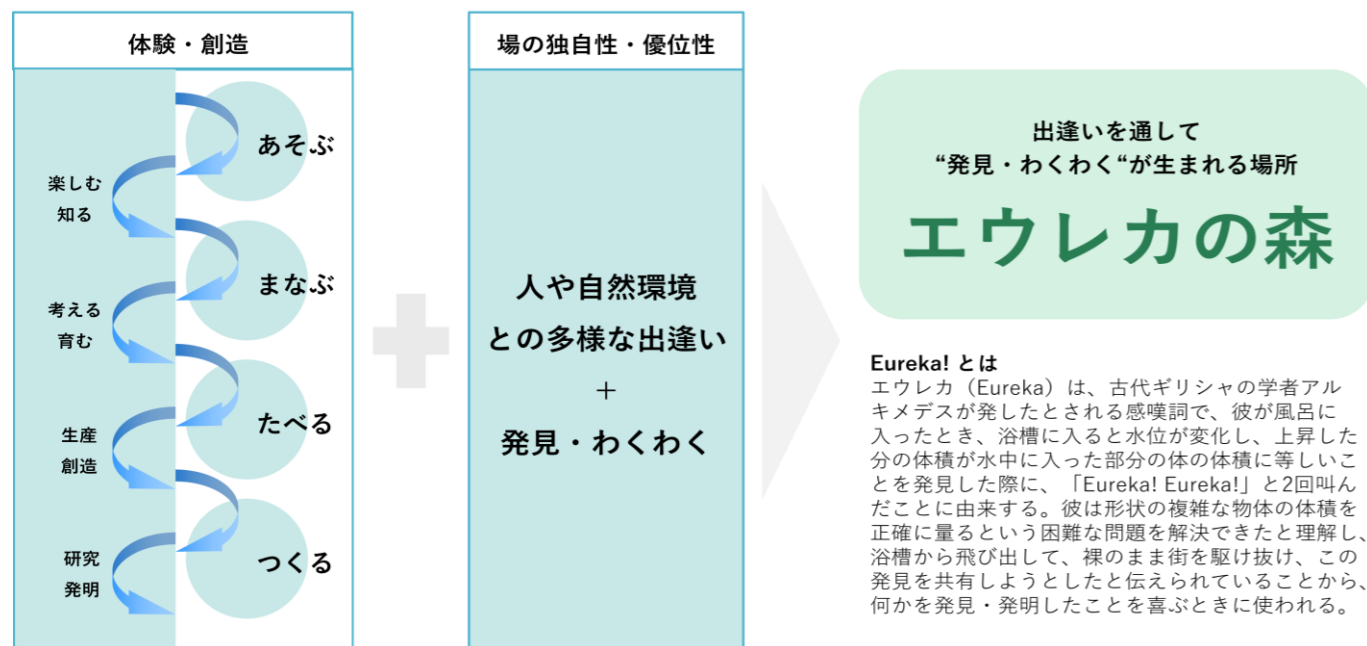 体験・創造
あそぶ
楽しむ
知る
まなぶ
考える
育む
たべる
生産
創造
つくる
研究
発明
場の独自性・優位性
人や自然環境
との多様な出逢い
+
発見・わくわく
出逢いを通して
“発見・わくわく“が生まれる場所
エウレカの森
Eureka! とは
エウレカ（Eureka）は、古代ギリシャの学者アル
キメデスが発したとされる感嘆詞で、彼が風呂に
入ったとき、浴槽に入ると水位が変化し、上昇した
分の体積が水中に入った部分の体の体積に等しいこ
とを発見した際に、「Eureka! Eureka!」と2回叫ん
だことに由来する。彼は形状の複雑な物体の体積を
正確に量るという困難な問題を解決できたと理解し、
浴槽から飛び出して、裸のまま街を駆け抜け、この
発見を共有しようとしたと伝えられていることから、
何かを発見・発明したことを喜ぶときに使われる。